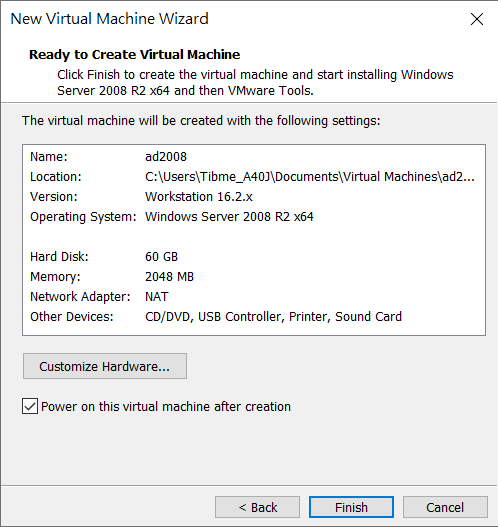 New Virtual Machine Wizard
Ready to Create Virtual Machine
Click Finish to create the virtual machine and start installing Windows
Server 2008 R2 x64 and then VMware Tools.
The virtual machine will be created with the following settings:
Name: ad2008
Location: C:\Users\Tibme_A40J\Documents\Virtual Machines\ad2...
Version: Workstation 16.2.x
Operating System: Windows Server 2008 R2 x64
Hard Disk: 60 GB
Memory: 2048 MB
Network Adapter: NAT
Other Devices: CD/DVD, USB Controller, Printer, Sound Card
Customize Hardware...
Power on this virtual machine after creation
< Back Finish Cancel